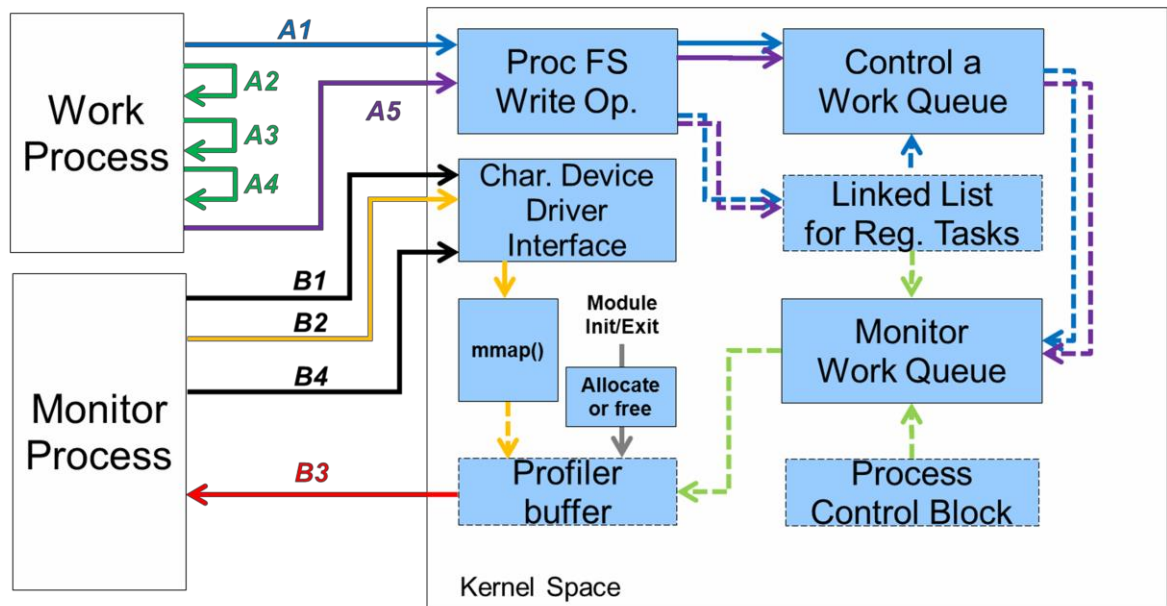 A1
A2
A3
A4
A5
Work
Process
Proc FS
Write Op.
Control a
Work Queue
Char. Device
Driver
Interface
Linked List
for Reg. Tasks
B1
B2
B4
B3
Monitor
Process
mmap()
Module
Init/Exit
Allocate
or free
Monitor
Work Queue
Profiler
buffer
Process
Control Block
Kernel Space